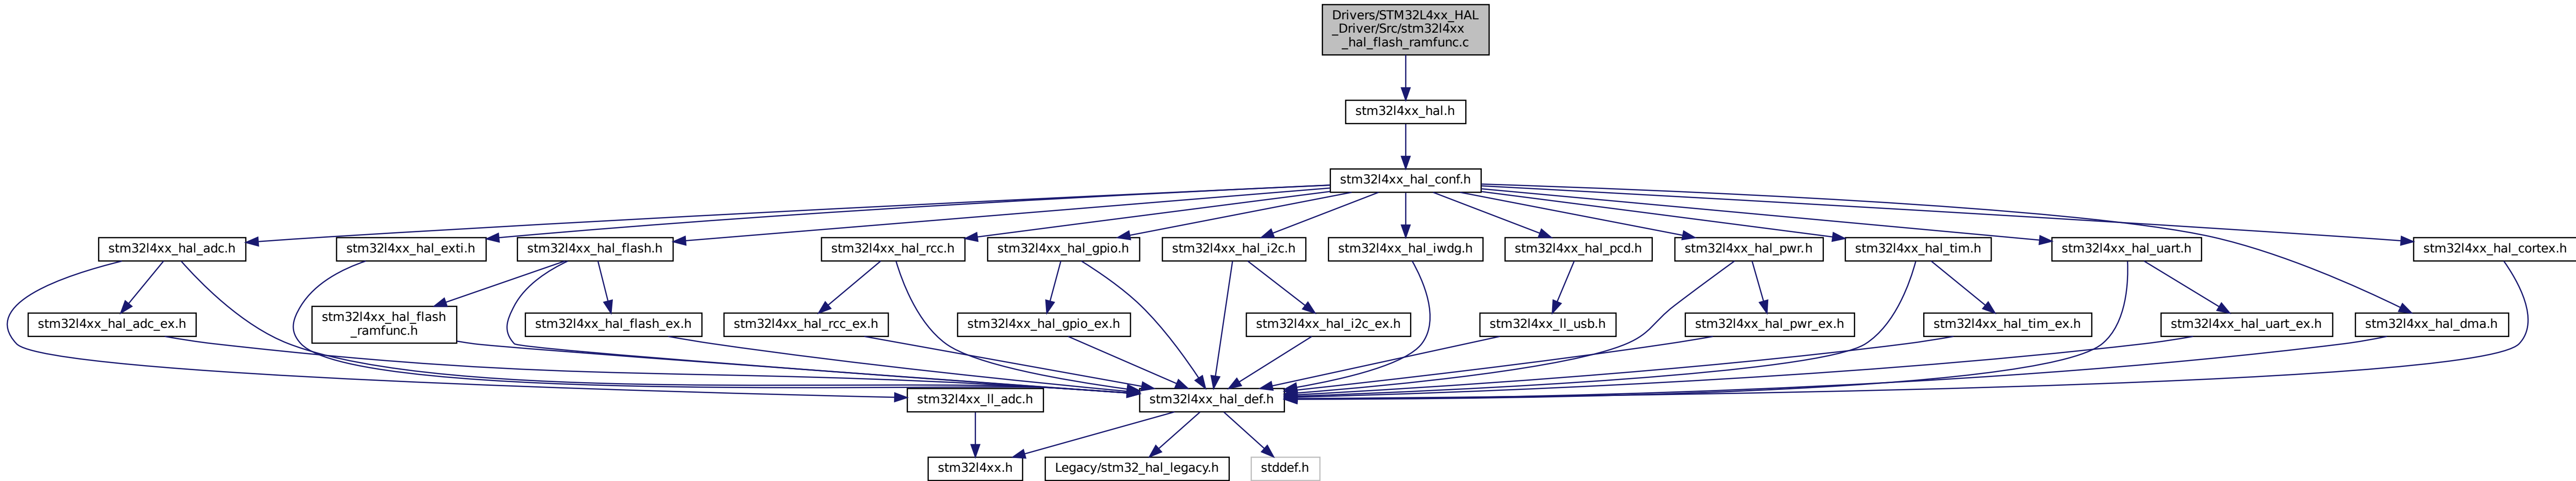 Drivers/STM32L4xx_HAL
_Driver/Src/stm32l4xx
_hal_flash_ramfunc.c
stm32l4xx_hal.h
stm32l4xx_hal_conf.h
stm32l4xx_hal_adc.h
stm32l4xx_hal_exti.h
stm32l4xx_hal_flash.h
stm32l4xx_hal_rcc.h
stm32l4xx_hal_gpio.h
stm32l4xx_hal_i2c.h
stm32l4xx_hal_iwdg.h
stm32l4xx_hal_pcd.h
stm32l4xx_hal_pwr.h
stm32l4xx_hal_tim.h
stm32l4xx_hal_uart.h
stm32l4xx_hal_cortex.h
stm32l4xx_hal_adc_ex.h
stm32l4xx_hal_flash
_ramfunc.h
stm32l4xx_hal_flash_ex.h
stm32l4xx_hal_rcc_ex.h
stm32l4xx_hal_gpio_ex.h
stm32l4xx_hal_i2c_ex.h
stm32l4xx_ll_usb.h
stm32l4xx_hal_pwr_ex.h
stm32l4xx_hal_tim_ex.h
stm32l4xx_hal_uart_ex.h
stm32l4xx_hal_dma.h
stm32l4xx_ll_adc.h
stm32l4xx_hal_def.h
stm32l4xx.h
Legacy/stm32_hal_legacy.h
stddef.h